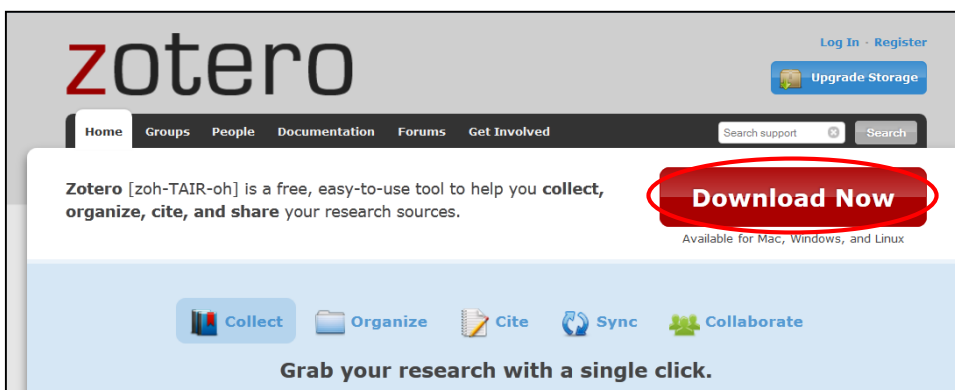 zotero
Log In · Register
Upgrade Storage
Home Groups People Documentation Forums Get Involved
Search support Search
Zotero [zoh-TAIR-oh] is a free, easy-to-use tool to help you collect,
organize, cite, and share your research sources.
Download Now
Available for Mac, Windows, and Linux
Collect Organize Cite Sync Collaborate
Grab your research with a single click.